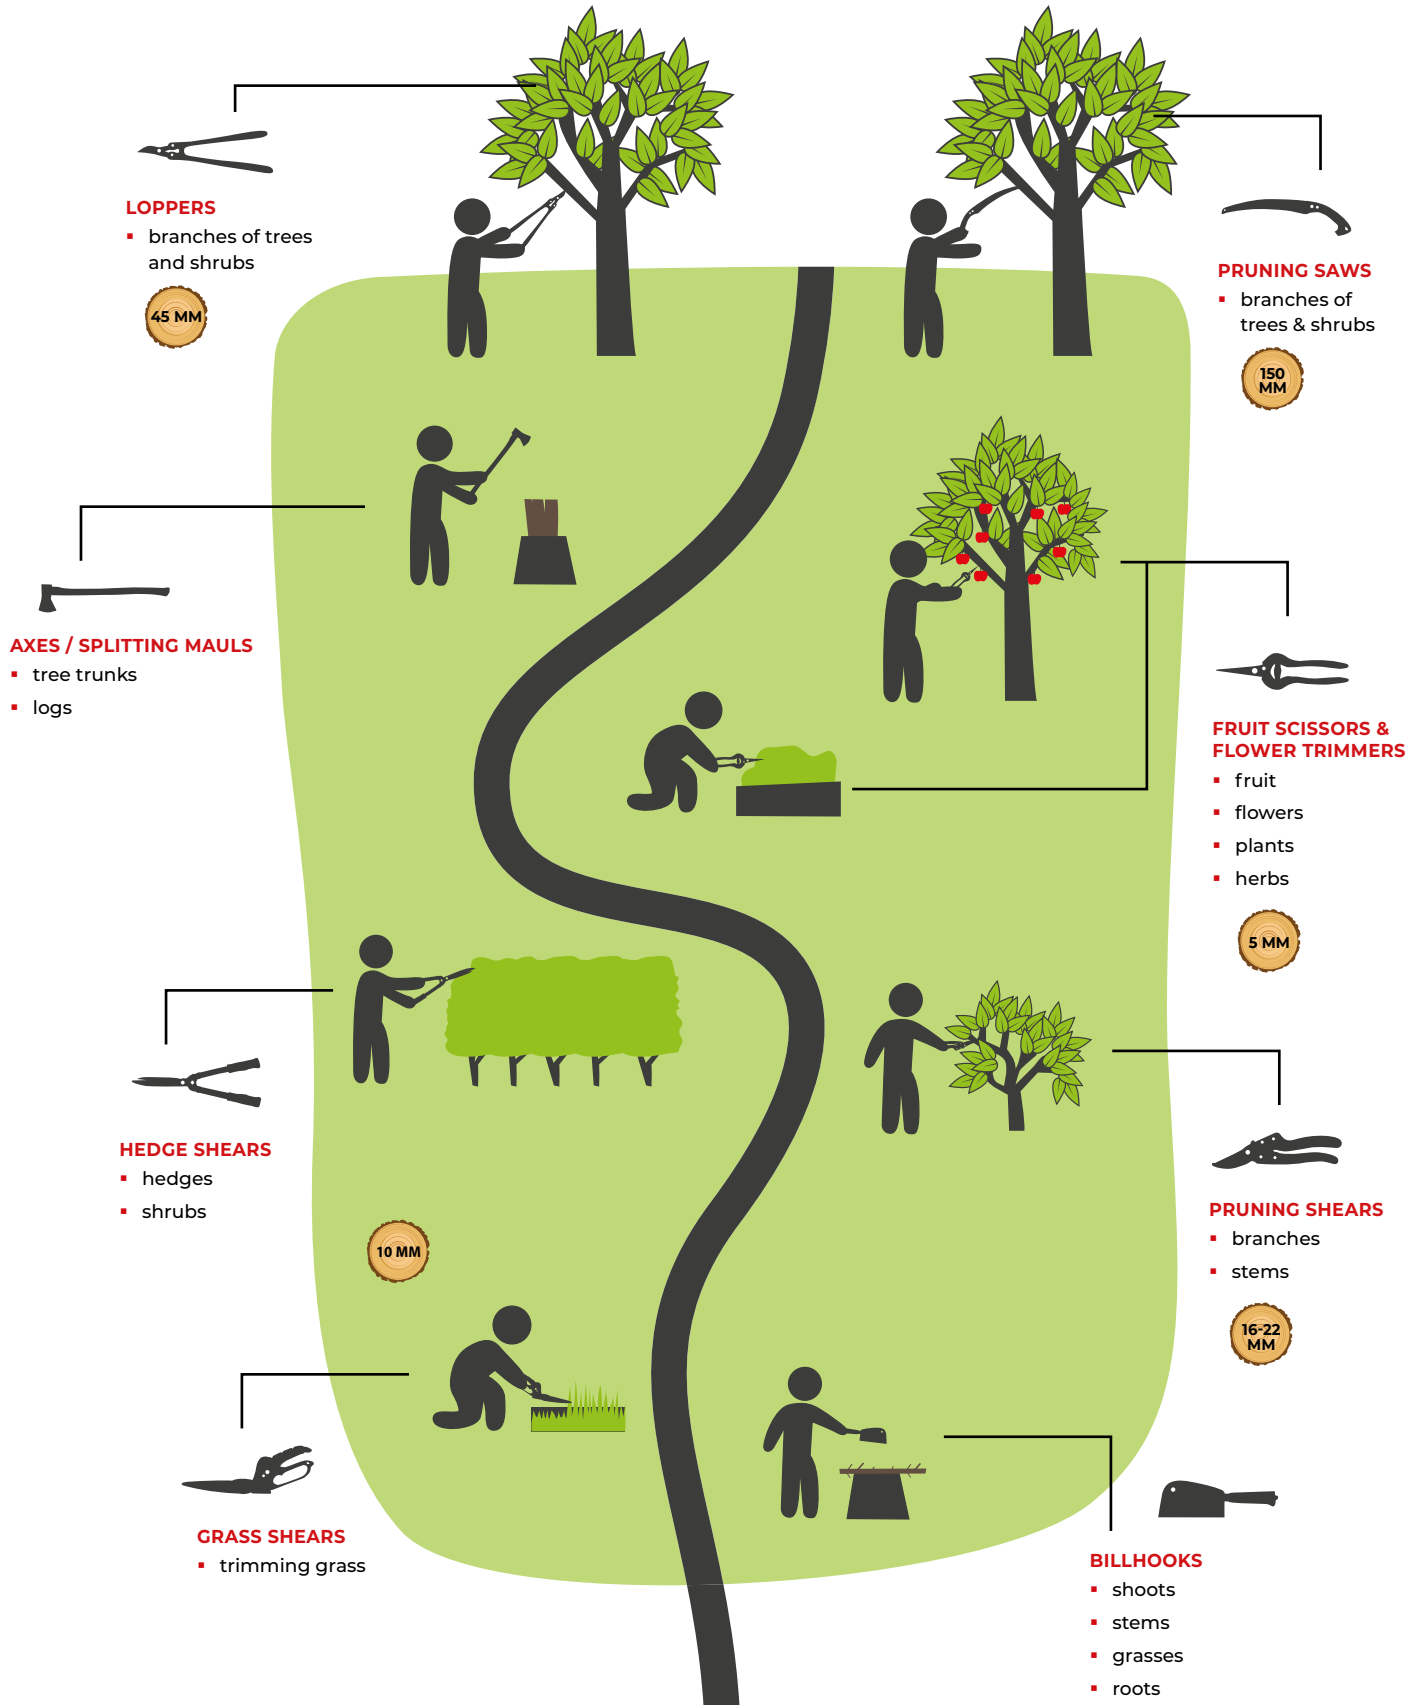 LOPPERS
▪ branches of trees
and shrubs
45 MM
PRUNING SAWS
▪ branches of
trees & shrubs
150
MM
AXES / SPLITTING MAULS
▪ tree trunks
▪ logs
FRUIT SCISSORS &
FLOWER TRIMMERS
▪ fruit
▪ flowers
▪ plants
▪ herbs
5 MM
HEDGE SHEARS
▪ hedges
▪ shrubs
10 MM
PRUNING SHEARS
▪ branches
▪ stems
16-22
MM
GRASS SHEARS
▪ trimming grass
BILLHOOKS
▪ shoots
▪ stems
▪ grasses
▪ roots